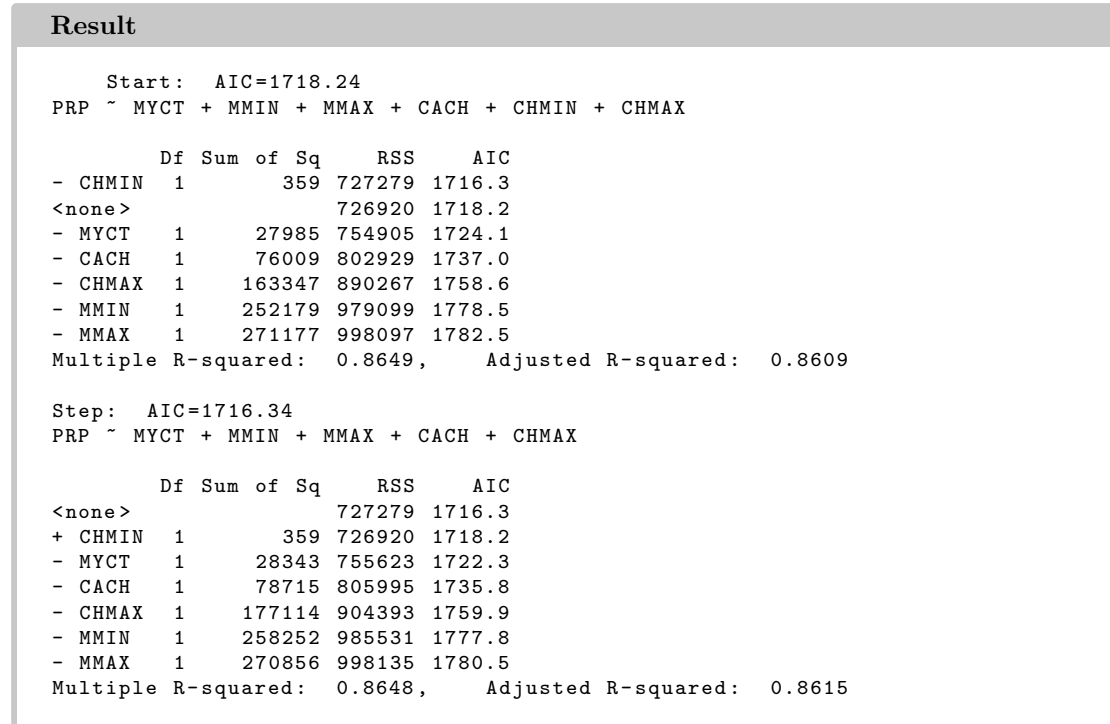 Result
Start: AIC=1718.24
PRP ~ MYCT + MMIN + MMAX + CACH + CHMIN + CHMAX
Df Sum of Sq RSS AIC
- CHMIN 1 359 727279 1716.3
<none> 726920 1718.2
- MYCT 1 27985 754905 1724.1
- CACH 1 76009 802929 1737.0
- CHMAX 1 163347 890267 1758.6
- MMIN 1 252179 979099 1778.5
- MMAX 1 271177 998097 1782.5
Multiple R-squared: 0.8649, Adjusted R-squared: 0.8609
Step: AIC=1716.34
PRP ~ MYCT + MMIN + MMAX + CACH + CHMAX
Df Sum of Sq RSS AIC
<none> 727279 1716.3
+ CHMIN 1 359 726920 1718.2
- MYCT 1 28343 755623 1722.3
- CACH 1 78715 805995 1735.8
- CHMAX 1 177114 904393 1759.9
- MMIN 1 258252 985531 1777.8
- MMAX 1 270856 998135 1780.5
Multiple R-squared: 0.8648, Adjusted R-squared: 0.8615